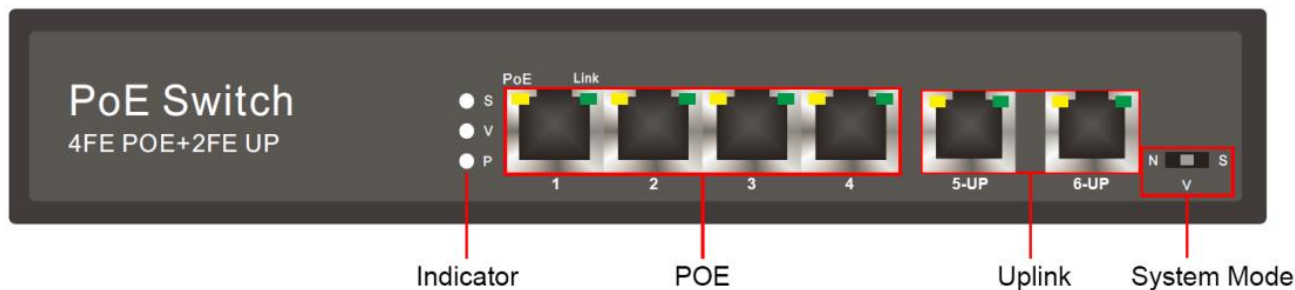 PoE Switch
4FE POE+2FE UP
S
V
P
PoE Link
1 2 3 4 5-UP 6-UP
N S
V
Indicator POE Uplink System Mode